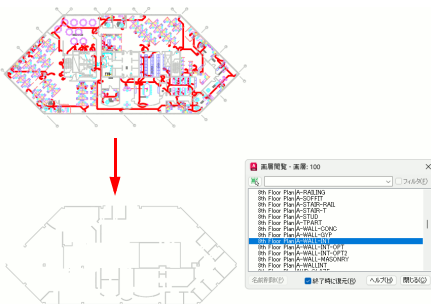 画層閲覧 - 画層: 100
フィルタ(F)
8th Floor Plan|A-RAILING
8th Floor Plan|A-SOFFIT
8th Floor Plan|A-STAIR-RAIL
8th Floor Plan|A-STAIR-T
8th Floor Plan|A-STUD
8th Floor Plan|A-TPART
8th Floor Plan|A-WALL-CONC
8th Floor Plan|A-WALL-GYP
8th Floor Plan|A-WALL-INT
8th Floor Plan|A-WALL-INT-OPT
8th Floor Plan|A-WALL-INT-OPT2
8th Floor Plan|A-WALL-MASONRY
8th Floor Plan|A-WALLINT
終了時に復元(R)
ヘルプ(H)
閉じる(C)